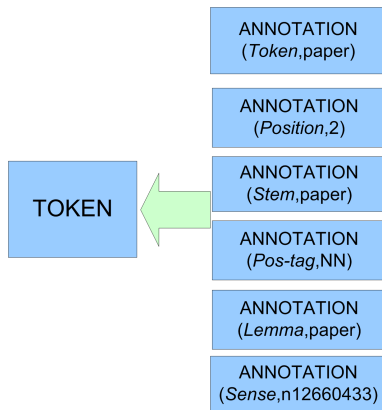 ANNOTATION
(Token,paper)
ANNOTATION
(Position,2)
TOKEN
ANNOTATION
(Stem,paper)
ANNOTATION
(Pos-tag,NN)
ANNOTATION
(Lemma,paper)
ANNOTATION
(Sense,n12660433)